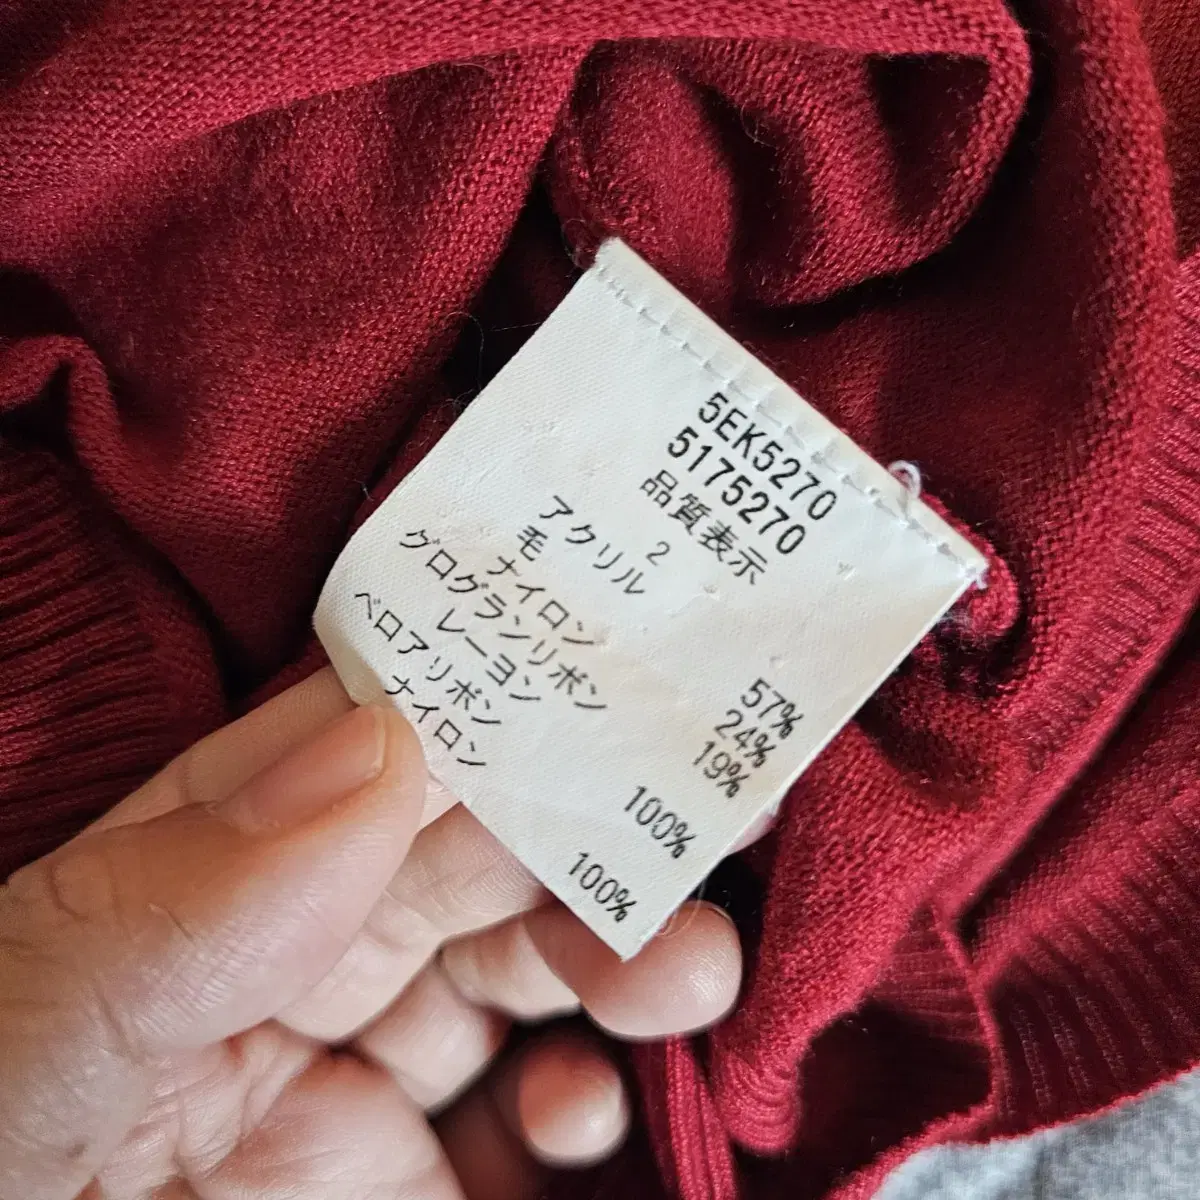 5EK5270
5175270
品質表示
2
アクリル 57%
毛 24%
ナイロン 19%
グログランリボン
レーヨン 100%
ベロアリボン
ナイロン 100%